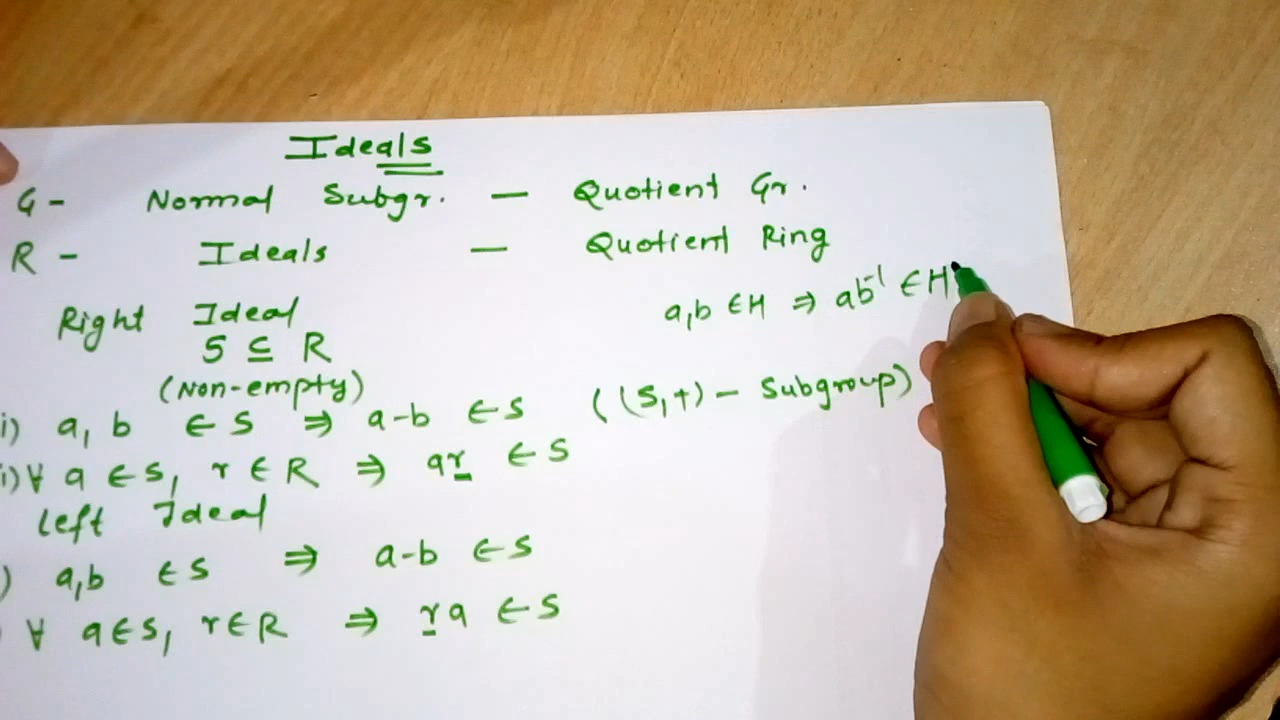 Ideals
G - Normal Subgr. — Quotient Gr.
R - Ideals — Quotient Ring
Right Ideal
a,b ∈ H ⇒ ab⁻¹ ∈ H
S ⊆ R
(Non-empty)
i) a, b ∈ S ⇒ a-b ∈ S ((S,+) - Subgroup)
i) ∀ a ∈ S, r ∈ R ⇒ ar ∈ S
Left Ideal
) a,b ∈ S ⇒ a-b ∈ S
∀ a ∈ S, r ∈ R ⇒ ra ∈ S